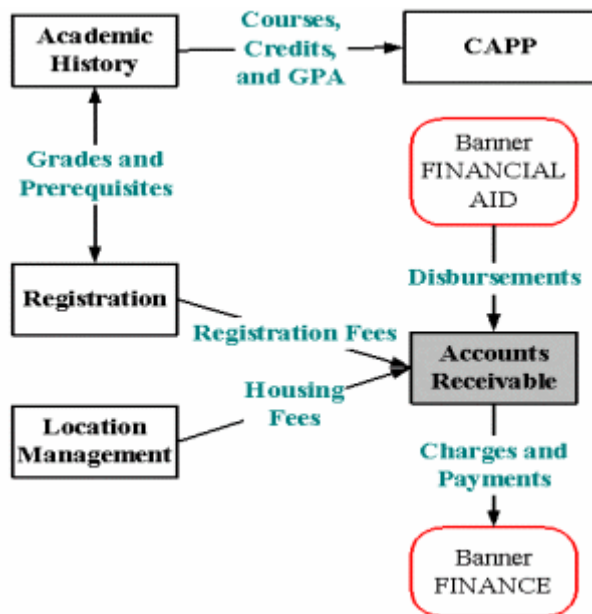 Academic
History
Courses,
Credits,
and GPA
CAPP
Grades and
Prerequisites
Banner
FINANCIAL
AID
Disbursements
Registration
Registration Fees
Accounts
Receivable
Housing
Fees
Location
Management
Charges and
Payments
Banner
FINANCE